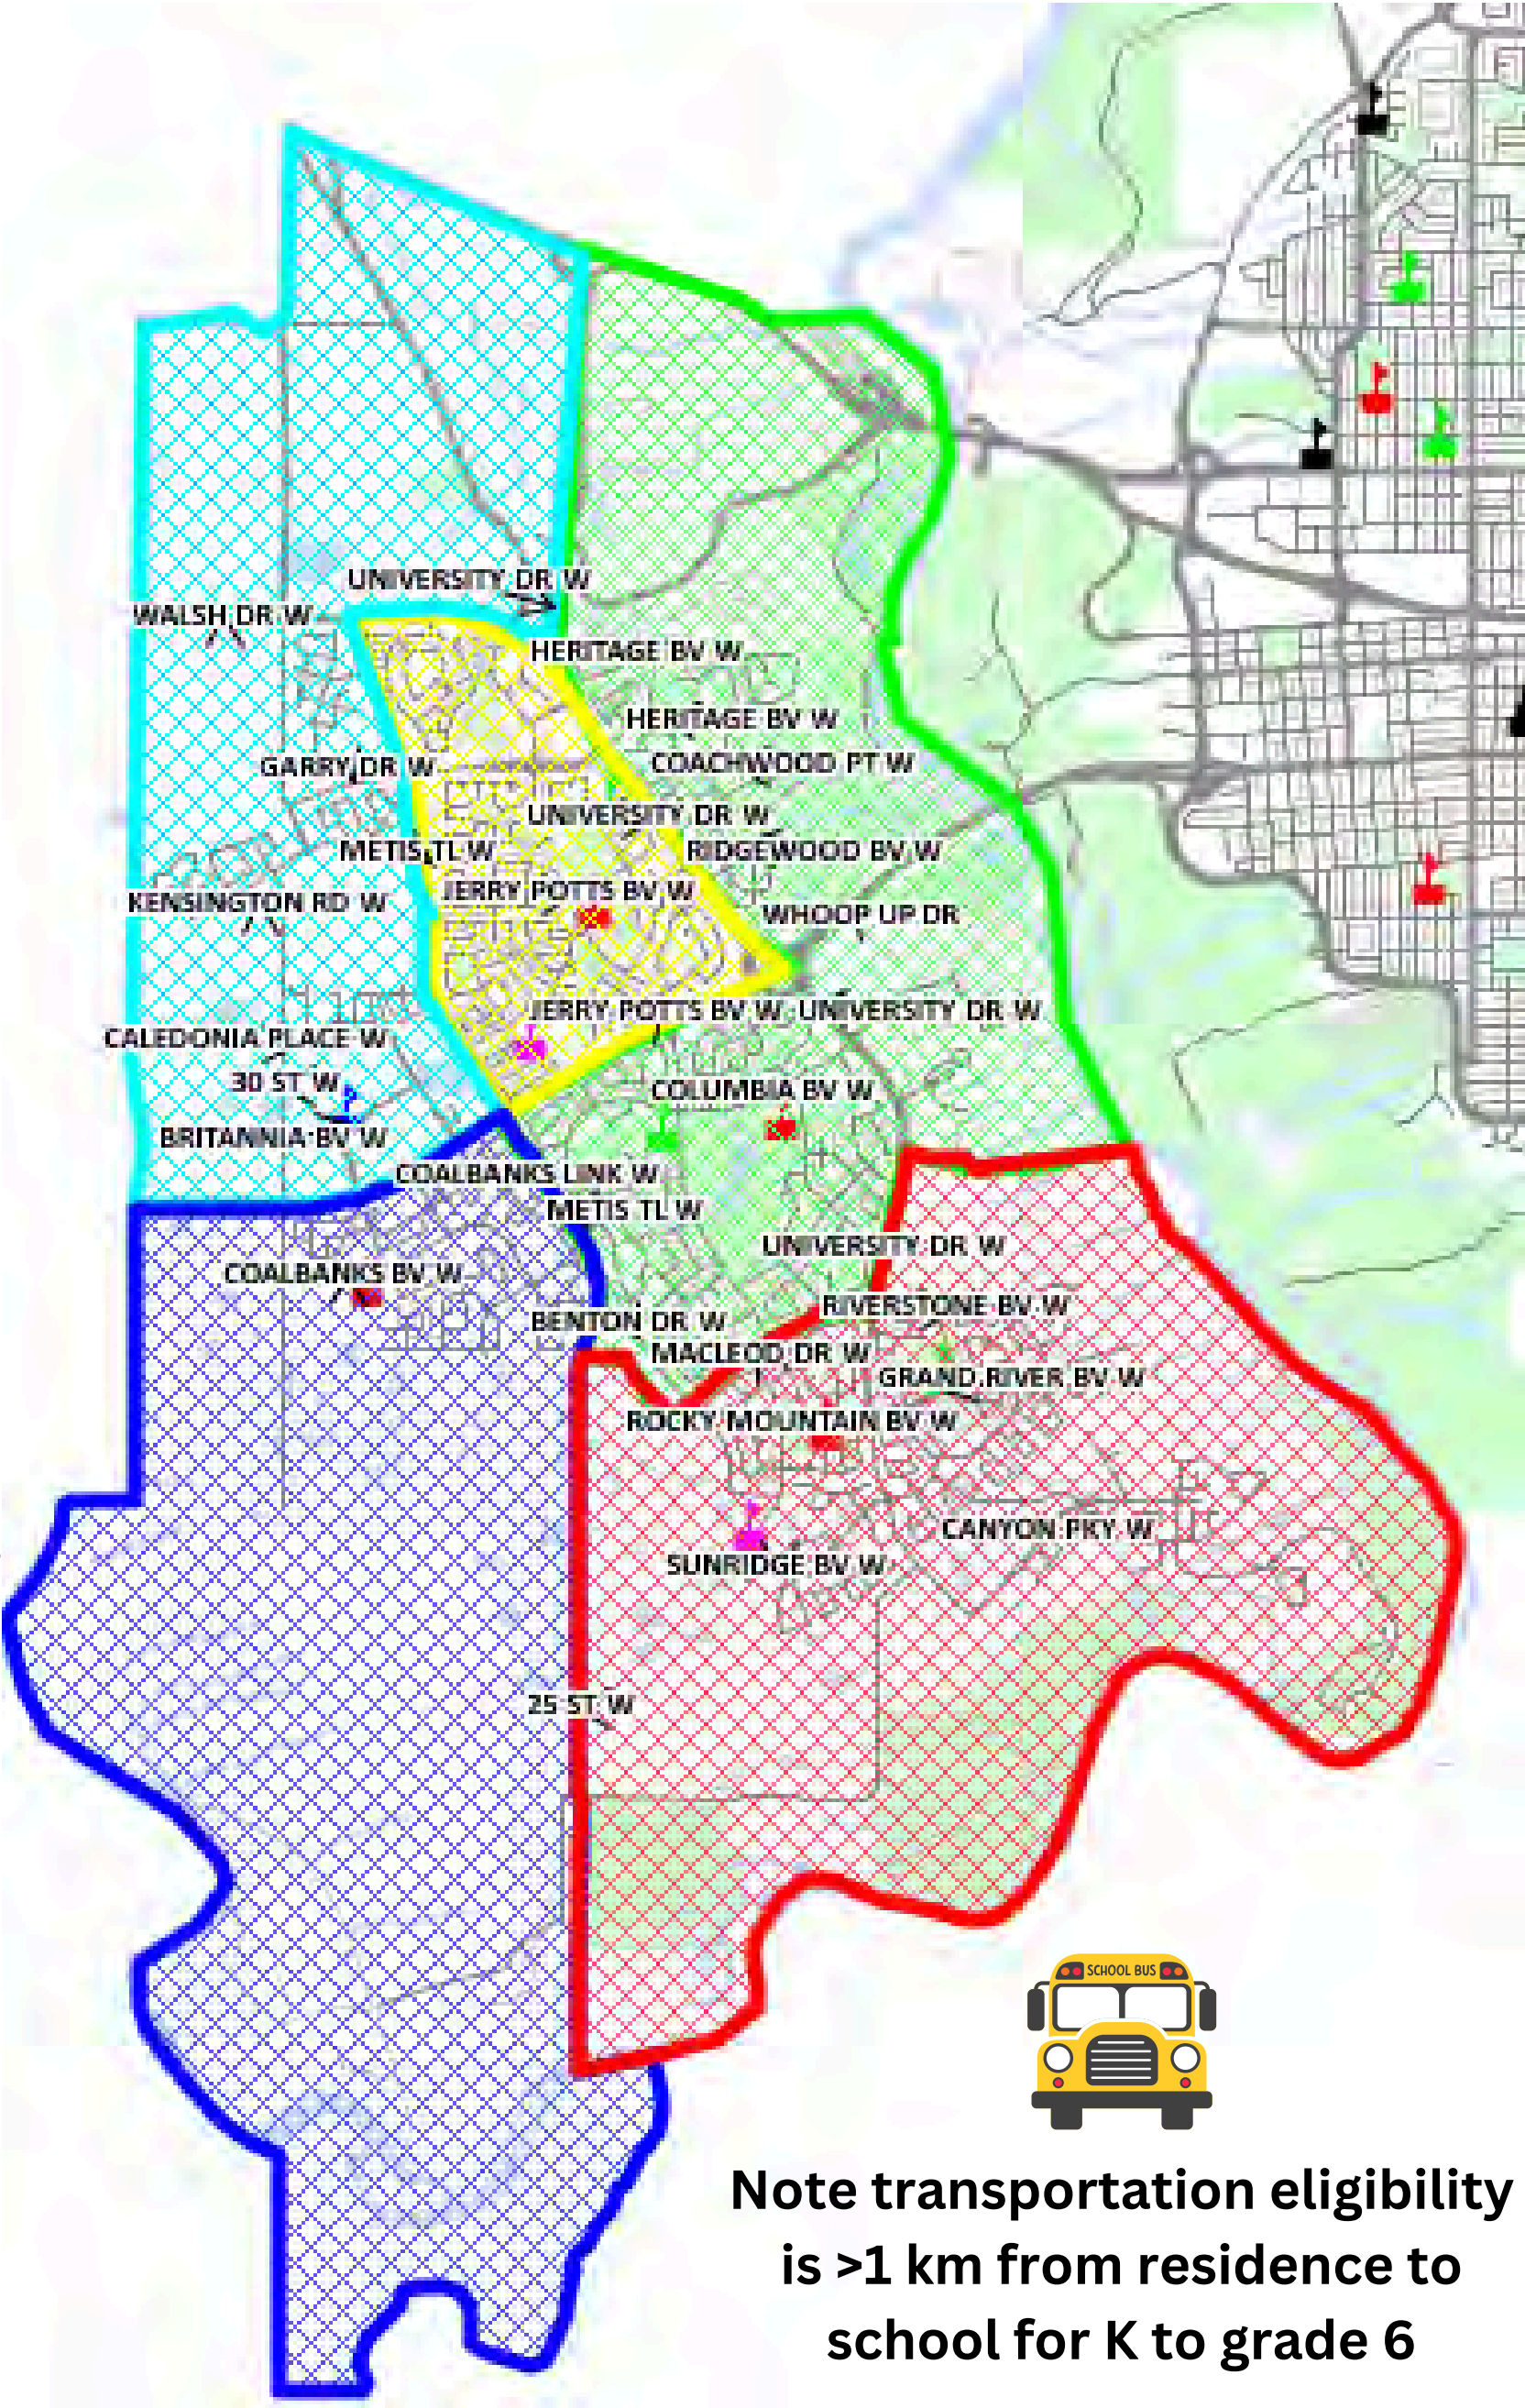 UNIVERSITY DR W
WALSH DR W
HERITAGE BV W
HERITAGE BV W
COACHWOOD PT W
GARRY DR W
UNIVERSITY DR W
METIS TL W
RIDGEWOOD BV W
JERRY POTTS BV W
KENSINGTON RD W
WHOOP UP DR
JERRY POTTS BV W
UNIVERSITY DR W
CALEDONIA PLACE W
30 ST W
COLUMBIA BV W
BRITANNIA BV W
COALBANKS LINK W
METIS TL W
UNIVERSITY DR W
COALBANKS BV W
RIVERSTONE BV W
BENTON DR W
MACLEOD DR W
GRAND RIVER BV W
ROCKY MOUNTAIN BV W
CANYON PKY W
SUNRIDGE BV W
25 ST W
SCHOOL BUS
Note transportation eligibility
is >1 km from residence to
school for K to grade 6